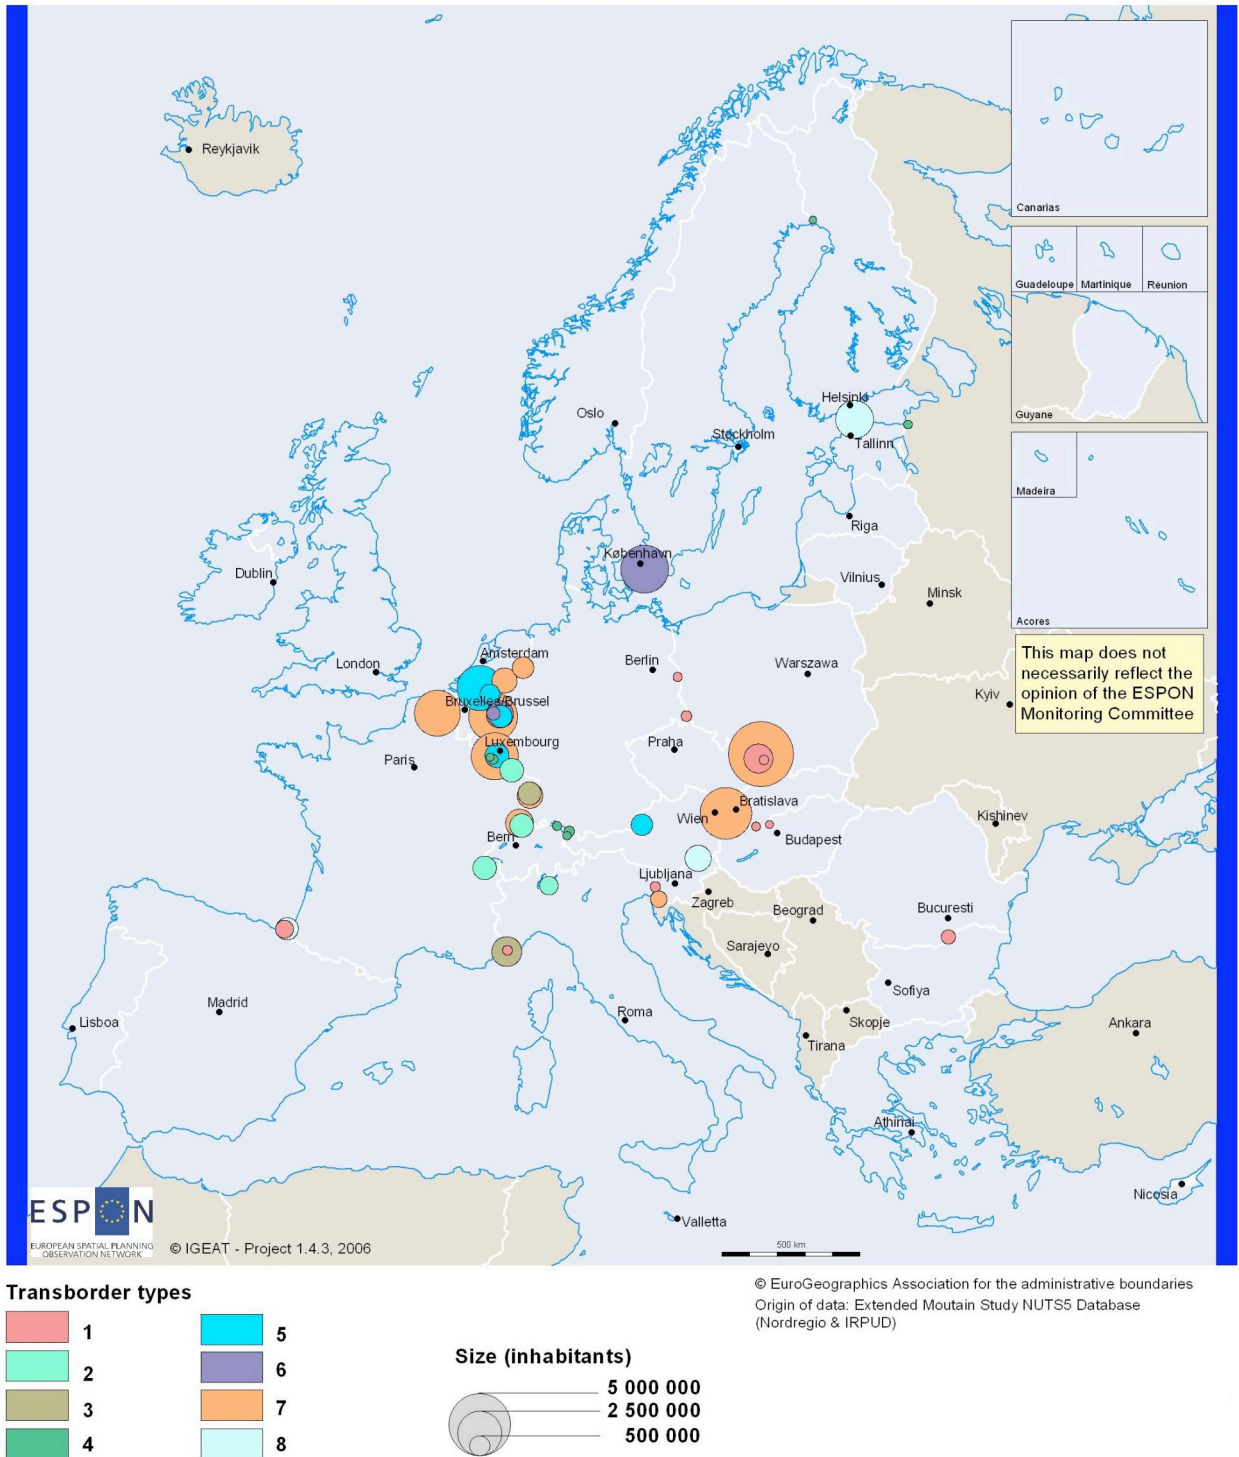 Reykjavik
Canarias
Guadeloupe
Martinique
Réunion
Guyane
Helsinki
Oslo
Stockholm
Tallinn
Madeira
Riga
København
Dublin
Vilnius
Minsk
Acores
Amsterdam
London
Berlin
Warszawa
This map does not
necessarily reflect the
opinion of the ESPON
Monitoring Committee
Kyiv
Bruxelles/Brussel
Luxembourg
Praha
Paris
Bratislava
Wien
Kishinev
Bern
Budapest
Ljubljana
Zagreb
Beograd
Bucuresti
Sarajevo
Sofiya
Madrid
Roma
Skopje
Lisboa
Ankara
Tirana
Athinai
Nicosia
Valletta
ESPON
EUROPEAN SPATIAL PLANNING
OBSERVATION NETWORK
© IGEAT - Project 1.4.3, 2006
500 km
© EuroGeographics Association for the administrative boundaries
Origin of data: Extended Moutain Study NUTS5 Database
(Nordregio & IRPUD)
Transborder types
1
2
3
4
5
6
7
8
Size (inhabitants)
5 000 000
2 500 000
500 000